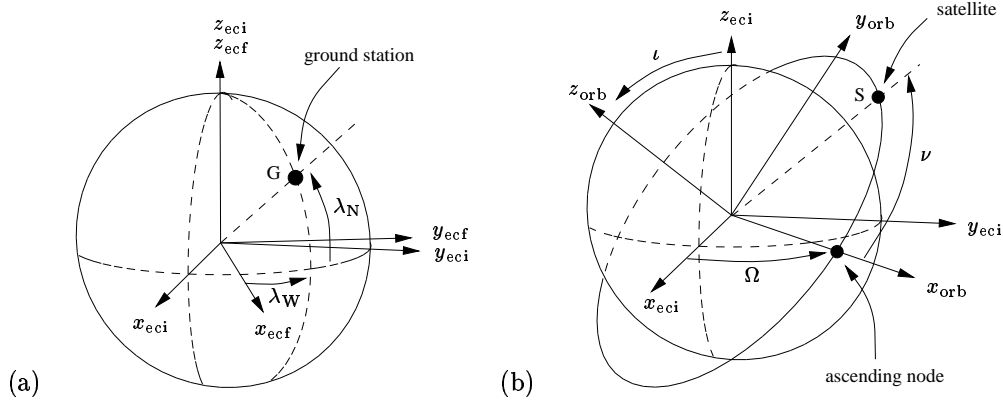 z_eci
z_ecf
ground station
G
λ_N
y_ecf
y_eci
λ_W
x_eci
x_ecf
(a)
satellite
z_eci
y_orb
ι
z_orb
S
ν
y_eci
Ω
x_eci
x_orb
ascending node
(b)